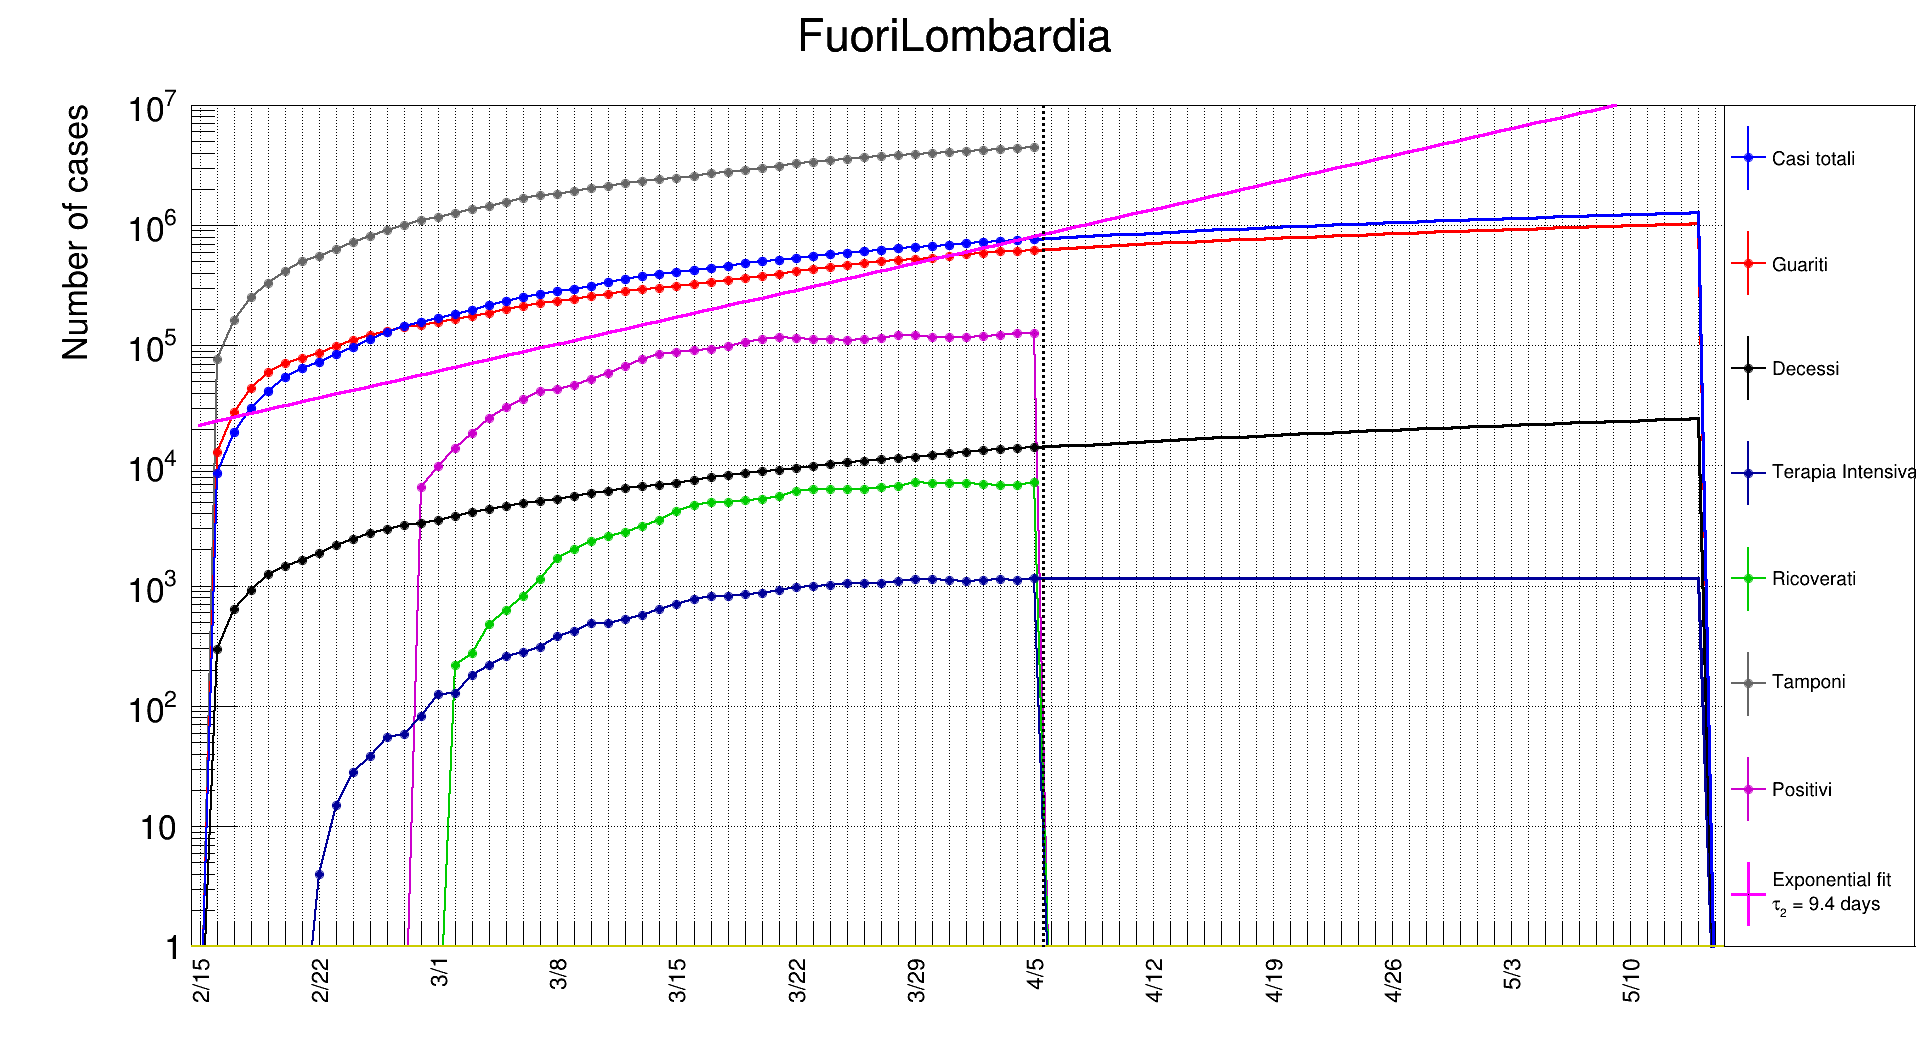 FuoriLombardia
Number of cases
10^7
10^6
10^5
10^4
10^3
10^2
10
1
2/15
2/22
3/1
3/8
3/15
3/22
3/29
4/5
4/12
4/19
4/26
5/3
5/10
Casi totali
Guariti
Decessi
Terapia Intensiva
Ricoverati
Tamponi
Positivi
Exponential fit
τ₂ = 9.4 days